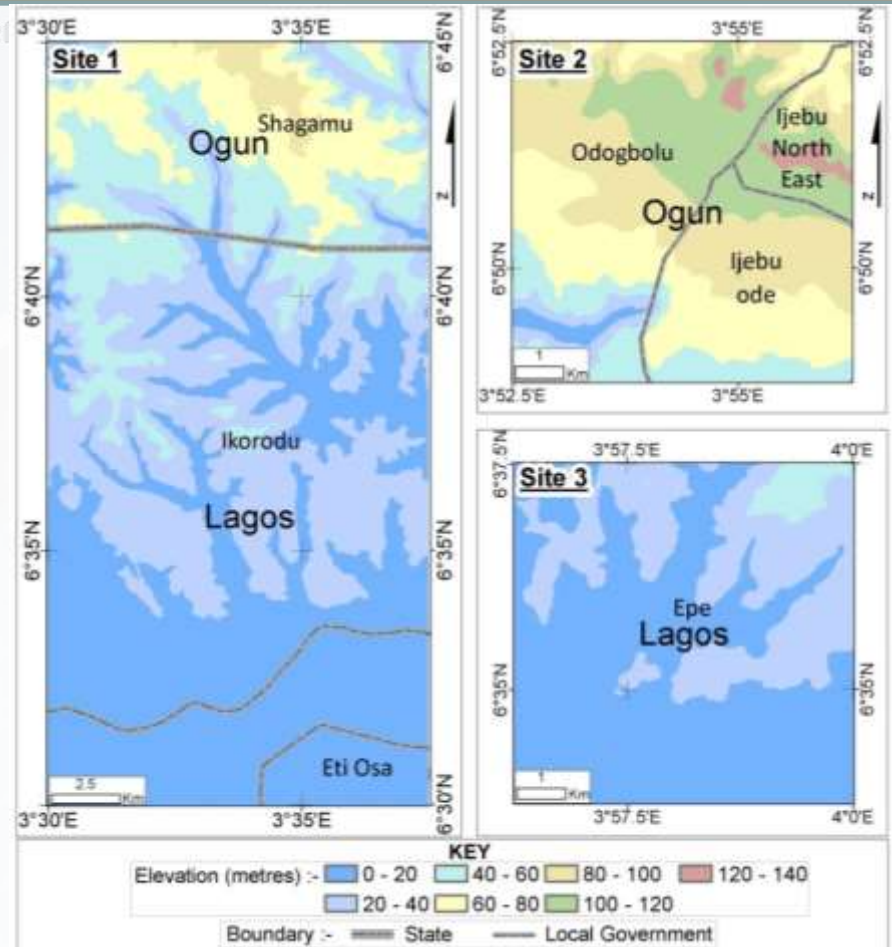 3°30'E
3°35'E
6°45'N
Site 1
Shagamu
Ogun
z
6°40'N
6°40'N
Ikorodu
Lagos
6°35'N
6°35'N
Eti Osa
2.5
Km
6°30'N
3°30'E
3°35'E
3°55'E
6°52.5'N
6°52.5'N
Site 2
Ijebu
North
East
Odogbolu
z
Ogun
6°50'N
6°50'N
Ijebu
ode
1
Km
3°52.5'E
3°55'E
3°57.5'E
4°0'E
6°37.5'N
6°37.5'N
Site 3
Epe
Lagos
6°35'N
6°35'N
1
Km
3°57.5'E
4°0'E
KEY
Elevation (metres) :- 0 - 20 40 - 60 80 - 100 120 - 140
20 - 40 60 - 80 100 - 120
Boundary :- State Local Government